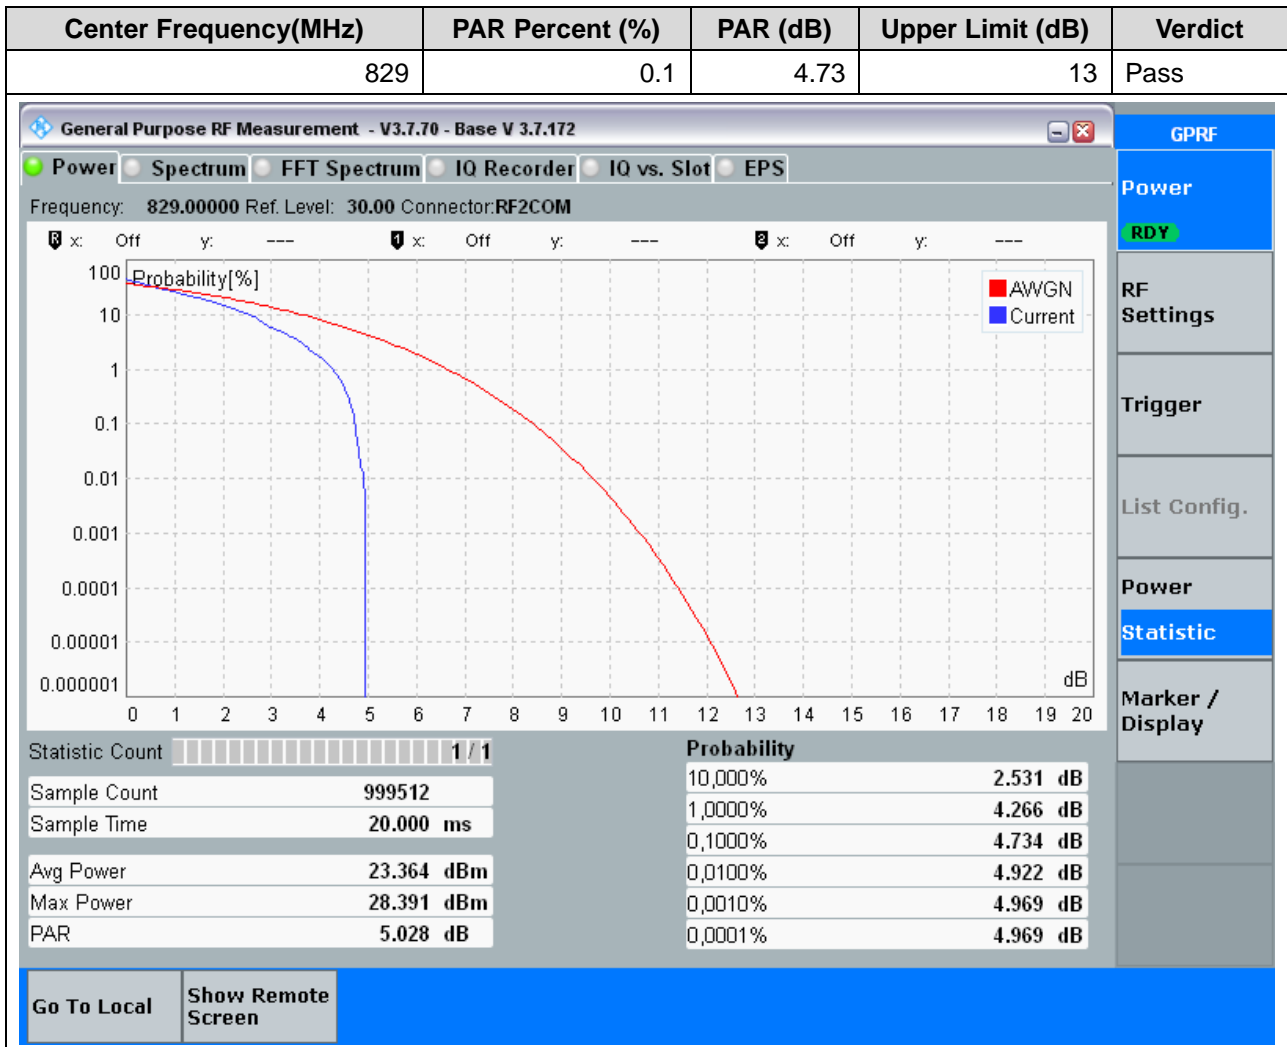 Center Frequency(MHz) PAR Percent (%) PAR (dB) Upper Limit (dB) Verdict
829 0.1 4.73 13 Pass
General Purpose RF Measurement - V3.7.70 - Base V 3.7.172
GPRF
Power Spectrum FFT Spectrum IQ Recorder IQ vs. Slot EPS
Power
RDY
Frequency: 829.00000 Ref. Level: 30.00 Connector:RF2COM
R x: Off y: --- 1 x: Off y: --- 2 x: Off y: ---
Probability[%]
AWGN
Current
100
10
1
0.1
0.01
0.001
0.0001
0.00001
0.000001
dB
0 1 2 3 4 5 6 7 8 9 10 11 12 13 14 15 16 17 18 19 20
RF
Settings
Trigger
List Config.
Power
Statistic
Marker /
Display
Statistic Count 1 / 1
Sample Count 999512
Sample Time 20.000 ms
Avg Power 23.364 dBm
Max Power 28.391 dBm
PAR 5.028 dB
Probability
10,000% 2.531 dB
1,0000% 4.266 dB
0,1000% 4.734 dB
0,0100% 4.922 dB
0,0010% 4.969 dB
0,0001% 4.969 dB
Go To Local
Show Remote
Screen